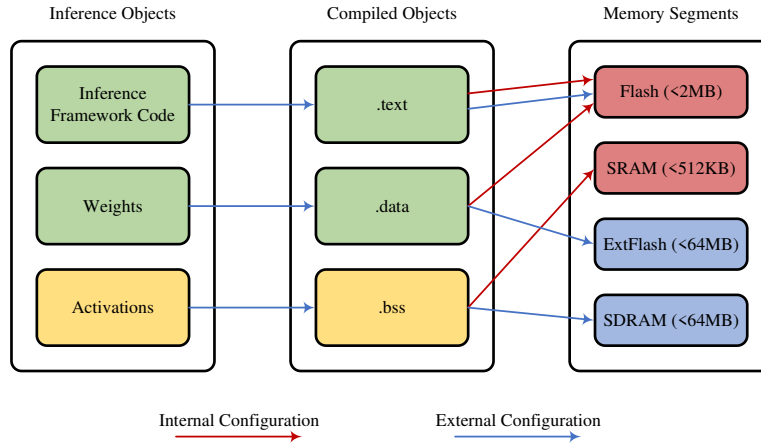 Inference Objects
Compiled Objects
Memory Segments
Inference
Framework Code
.text
Flash (<2MB)
SRAM (<512KB)
Weights
.data
ExtFlash (<64MB)
Activations
.bss
SDRAM (<64MB)
Internal Configuration
External Configuration